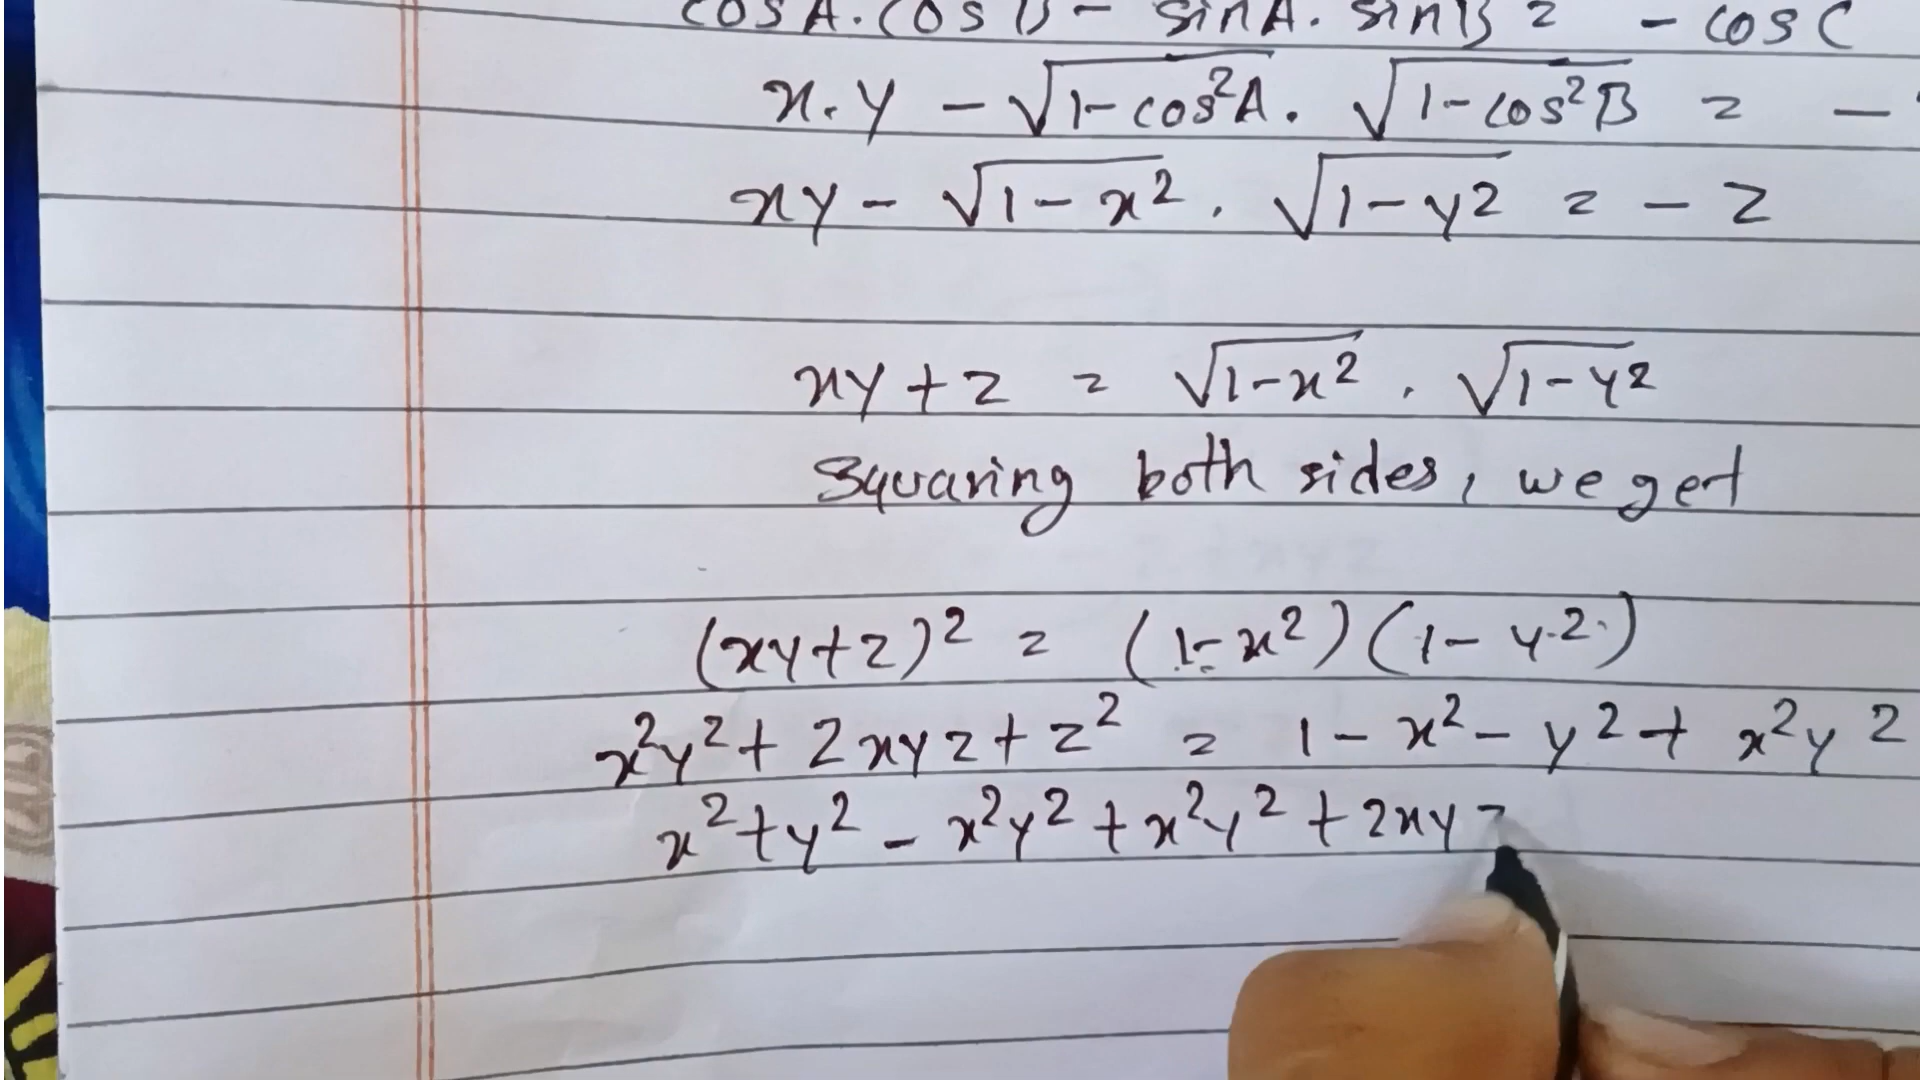 cos A . cos B - sin A . sin B = - cos C
x . y - √1-cos²A . √1-cos²B = -
xy - √1-x² . √1-y² = - z
xy + z = √1-x² . √1-y²
Squaring both sides, we get
(xy+z)² = (1-x²)(1-y²)
x²y² + 2xyz + z² = 1 - x² - y² + x²y²
x² + y² - x²y² + x²y² + 2xyz